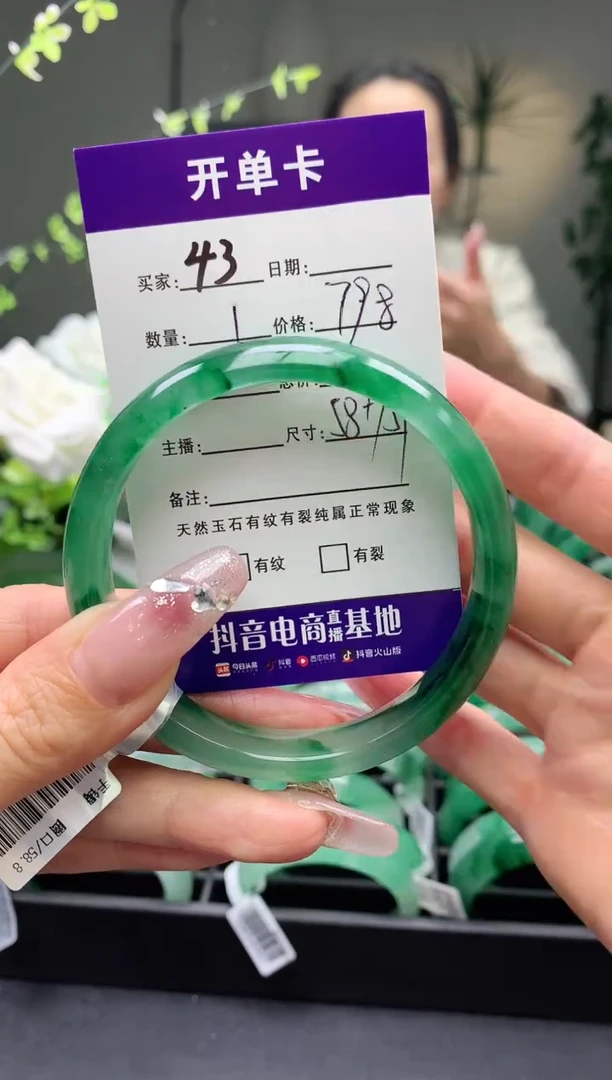 开单卡
买家: 43 日期:
数量: 1 价格: 798
总价:
主播: 尺寸: 58+
备注:
天然玉石有纹有裂纯属正常现象
有纹 有裂
抖音电商直播基地
今日头条 抖音 西瓜视频 抖音火山版
圈口/58.8